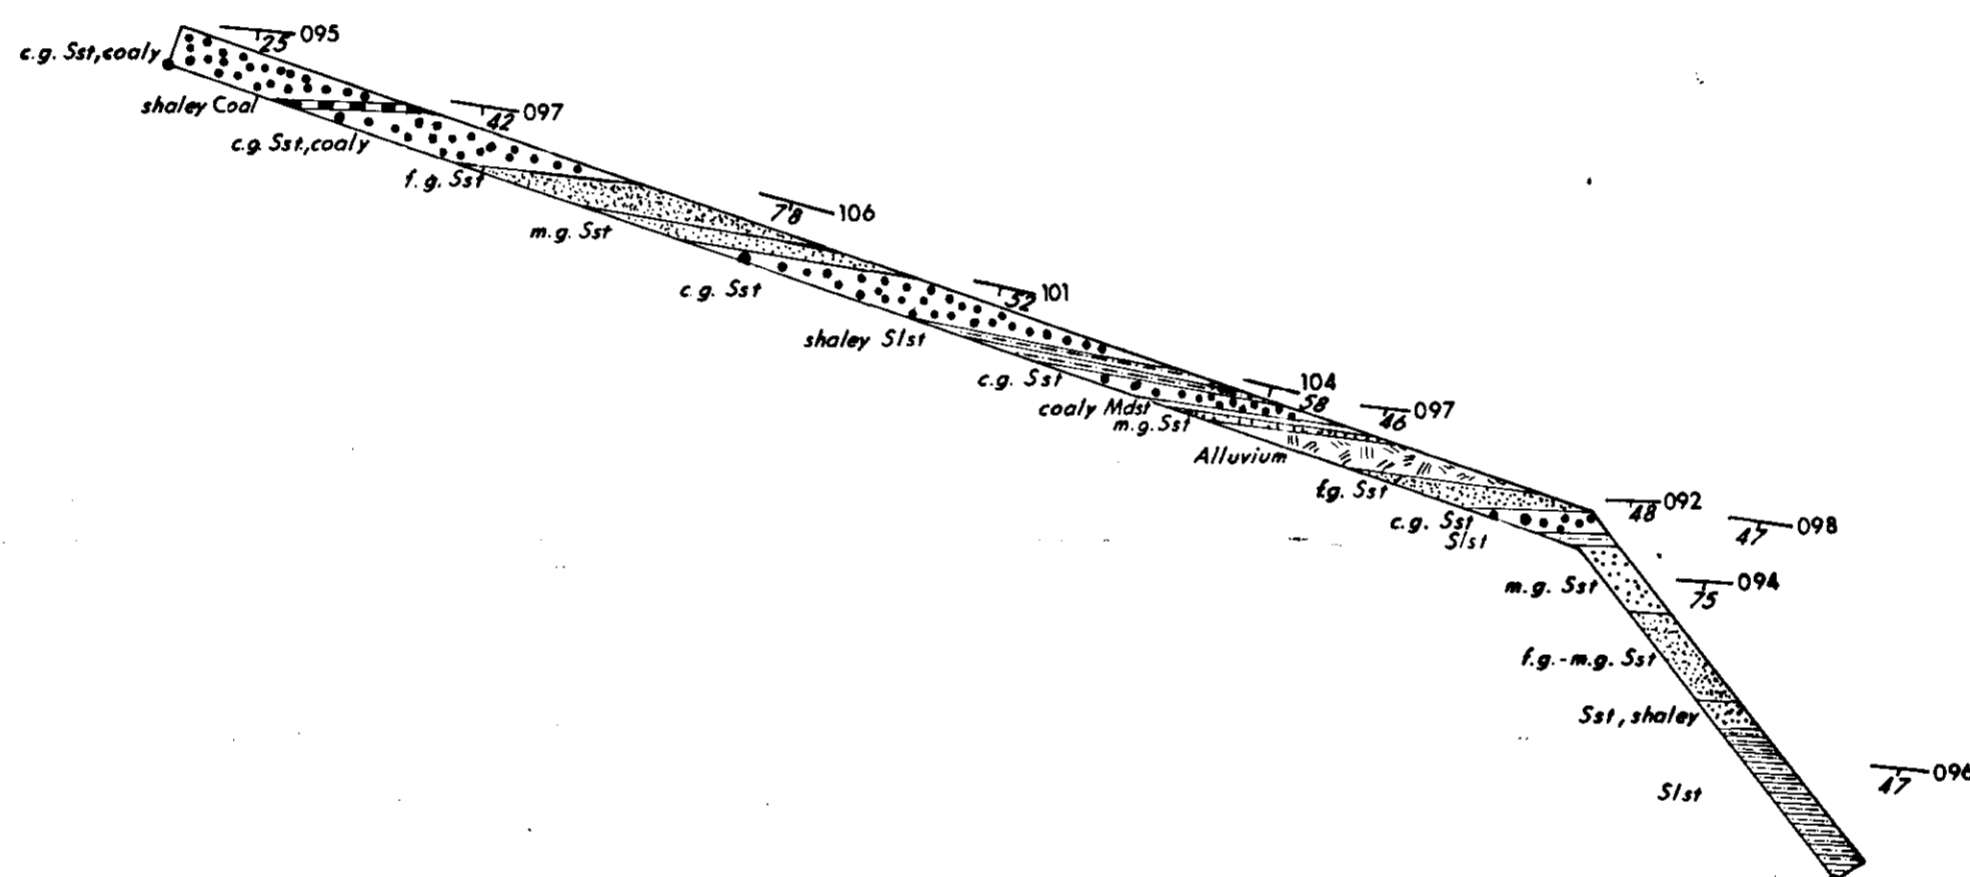 095
25
c.g. Sst, coaly
shaley Coal
097
42
c.g. Sst, coaly
f.g. Sst
106
78
m.g. Sst
c.g. Sst
101
52
shaley Slst
c.g. Sst
104
58
coaly Mdst
097
46
m.g. Sst
Alluvium
f.g. Sst
092
48
c.g. Sst
098
47
Slst
094
75
m.g. Sst
f.g.-m.g. Sst
Sst, shaley
096
47
Slst